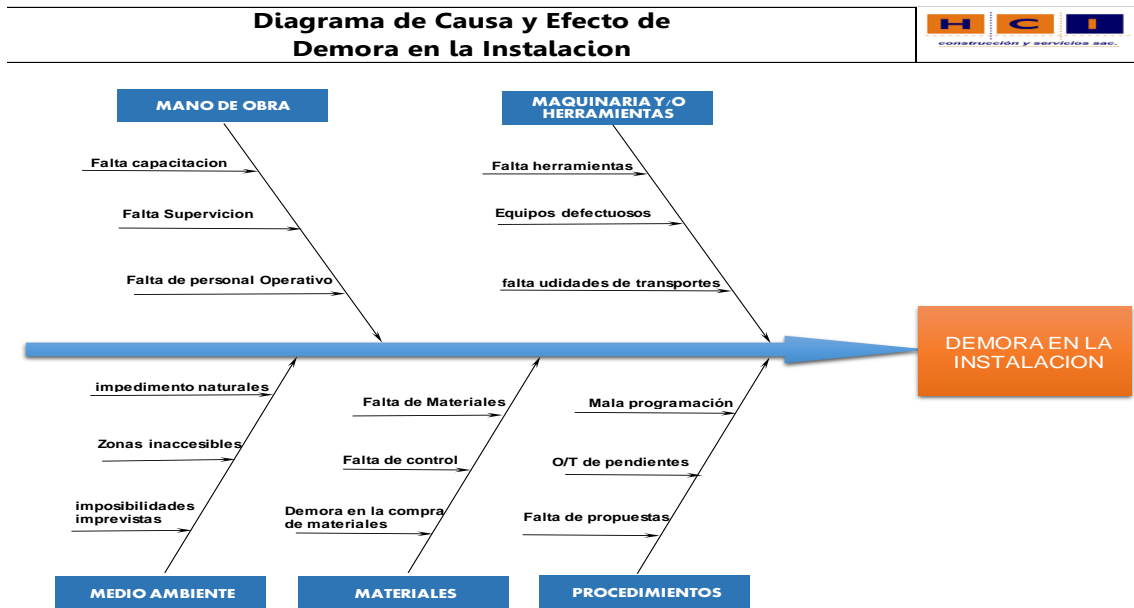 Diagrama de Causa y Efecto de
Demora en la Instalacion
H C I
construcción y servicios sac.
MANO DE OBRA
MAQUINARIA Y/O
HERRAMIENTAS
Falta capacitacion
Falta Supervicion
Falta de personal Operativo
Falta herramientas
Equipos defectuosos
falta udidades de transportes
DEMORA EN LA
INSTALACION
impedimento naturales
Zonas inaccesibles
imposibilidades
imprevistas
Falta de Materiales
Falta de control
Demora en la compra
de materiales
Mala programación
O/T de pendientes
Falta de propuestas
MEDIO AMBIENTE
MATERIALES
PROCEDIMIENTOS